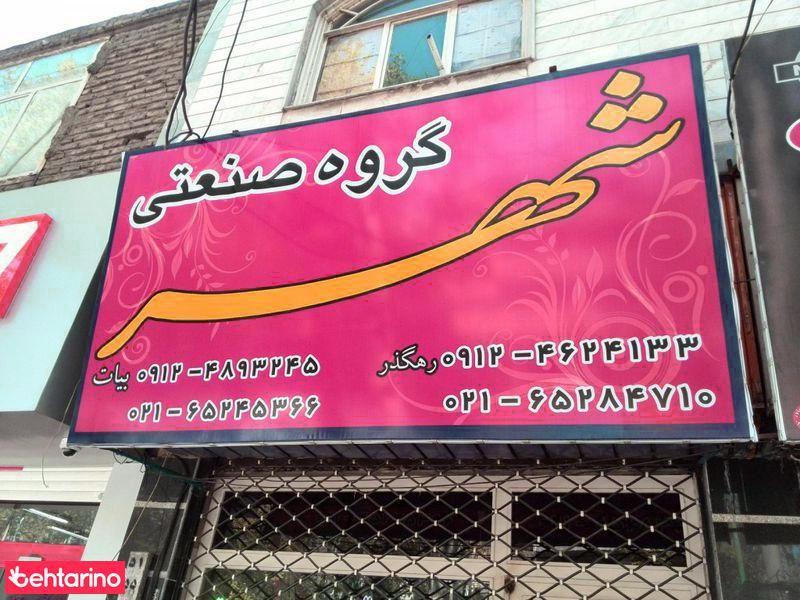 گروه صنعتی
شهر
رهگذر ۰۹۱۲-۴۶۲۴۱۳۳
۰۲۱-۶۵۲۸۴۷۱۰
بیات ۰۹۱۲-۴۸۹۳۲۴۵
۰۲۱-۶۵۲۴۵۳۶۶
behtarino